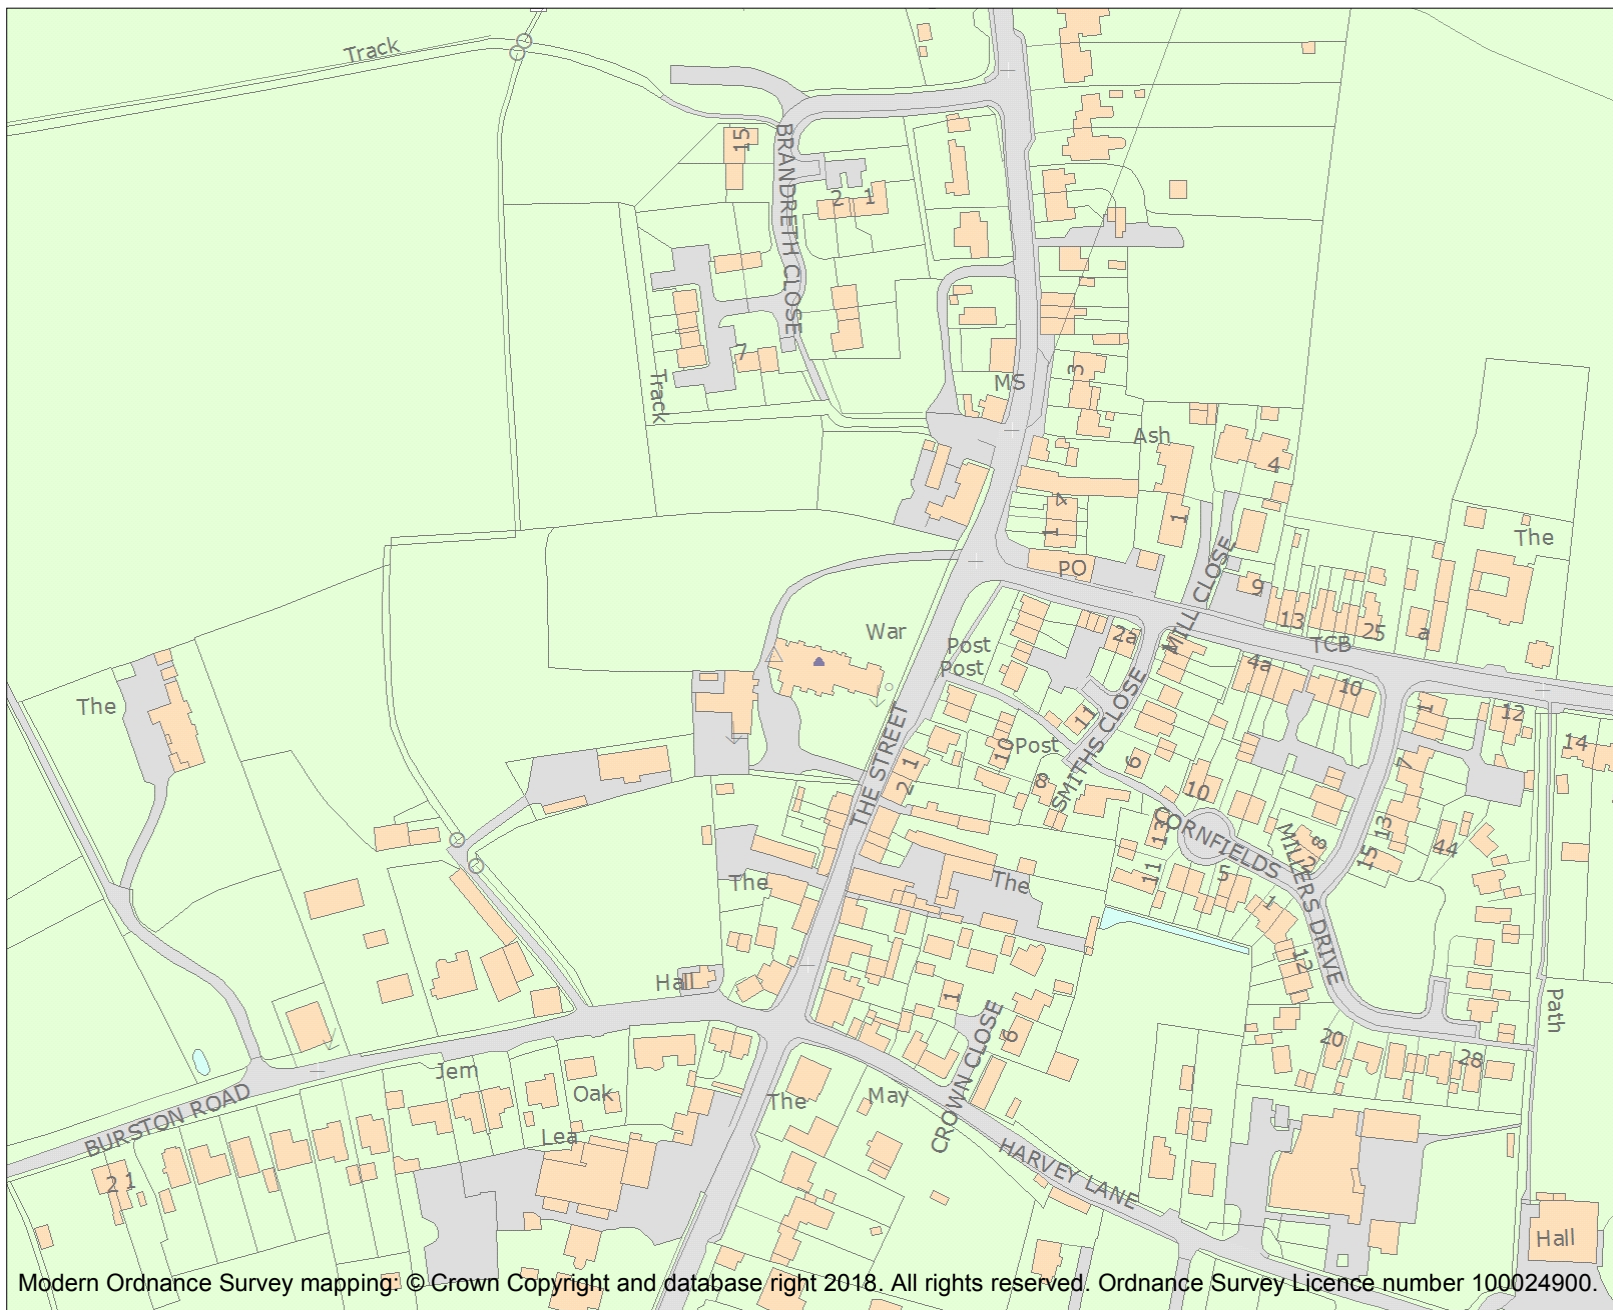 Track
15
BRANDRETH CLOSE
2
1
7
Track
MS
3
Ash
4
4
1
1
The
PO
MILL CLOSE
9
13
25
a
TCB
War
Post
Post
2a
1
4a
10
The
1
12
14
11
SMITHS CLOSE
THE STREET
Post
10
1
2
6
8
7
10
CORNFIELDS
13
MILLERS DRIVE
8
2
13
15
44
11
5
The
The
1
12
Hall
1
CROWN CLOSE
6
Path
20
28
Jem
Oak
The
May
Lea
BURSTON ROAD
2 1
HARVEY LANE
Hall
Modern Ordnance Survey mapping: © Crown Copyright and database right 2018. All rights reserved. Ordnance Survey Licence number 100024900.